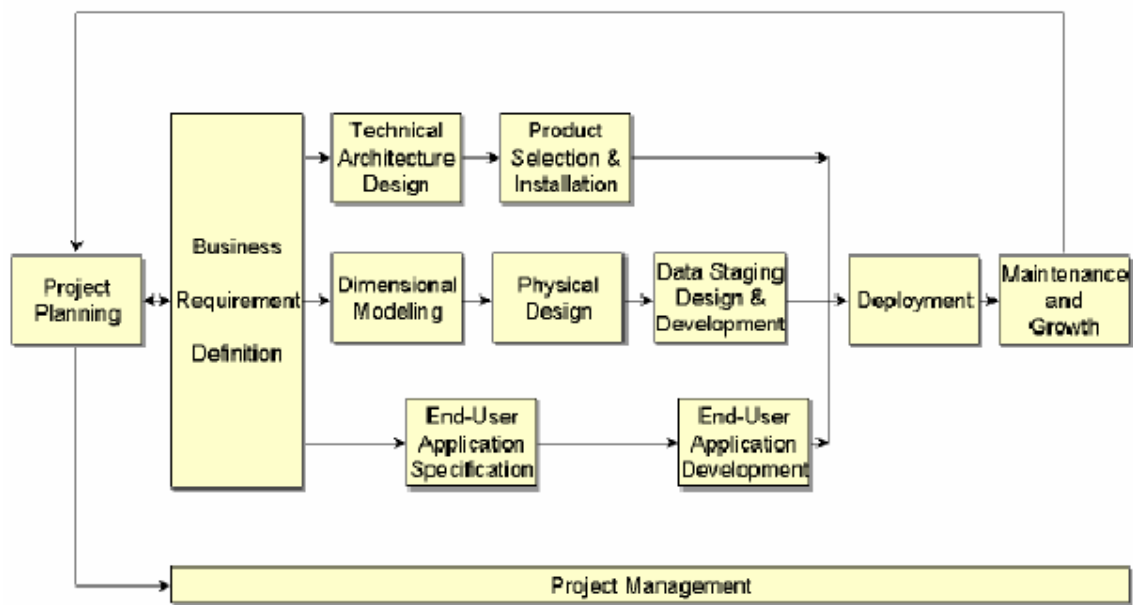 Technical
Architecture
Design
Product
Selection &
Installation
Project
Planning
Business
Requirement
Definition
Dimensional
Modeling
Physical
Design
Data Staging
Design &
Development
Deployment
Maintenance
and
Growth
End-User
Application
Specification
End-User
Application
Development
Project Management